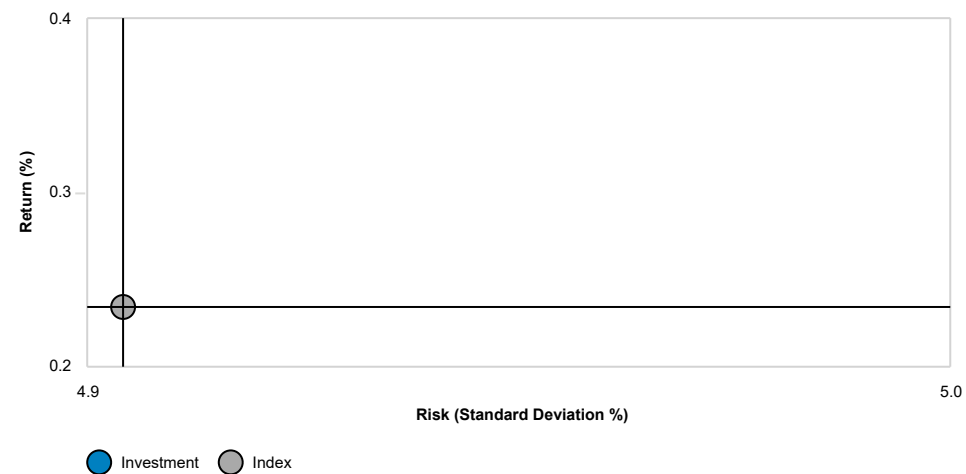 0.4
Return (%)
0.3
0.2
4.9 5.0
Risk (Standard Deviation %)
Investment Index